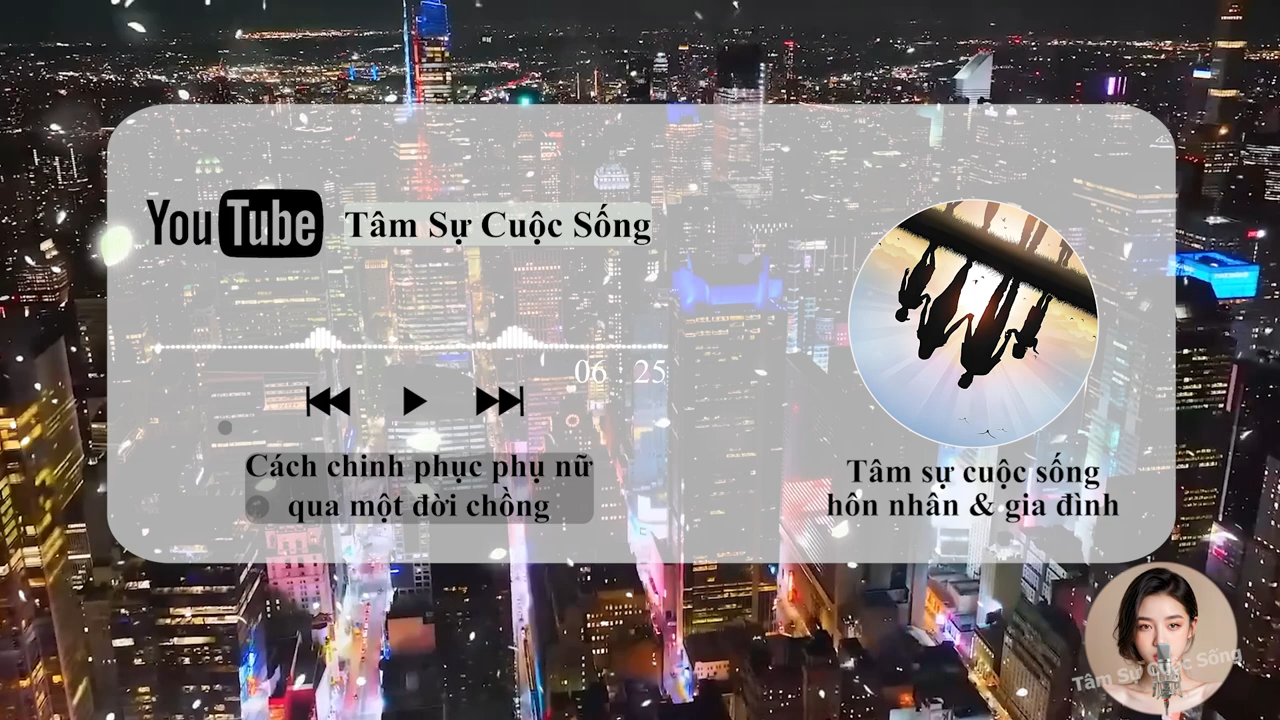 YouTube Tâm Sự Cuộc Sống
06 : 25
Cách chinh phục phụ nữ
qua một đời chồng
Tâm sự cuộc sống
hôn nhân & gia đình
Tâm Sự Cuộc Sống